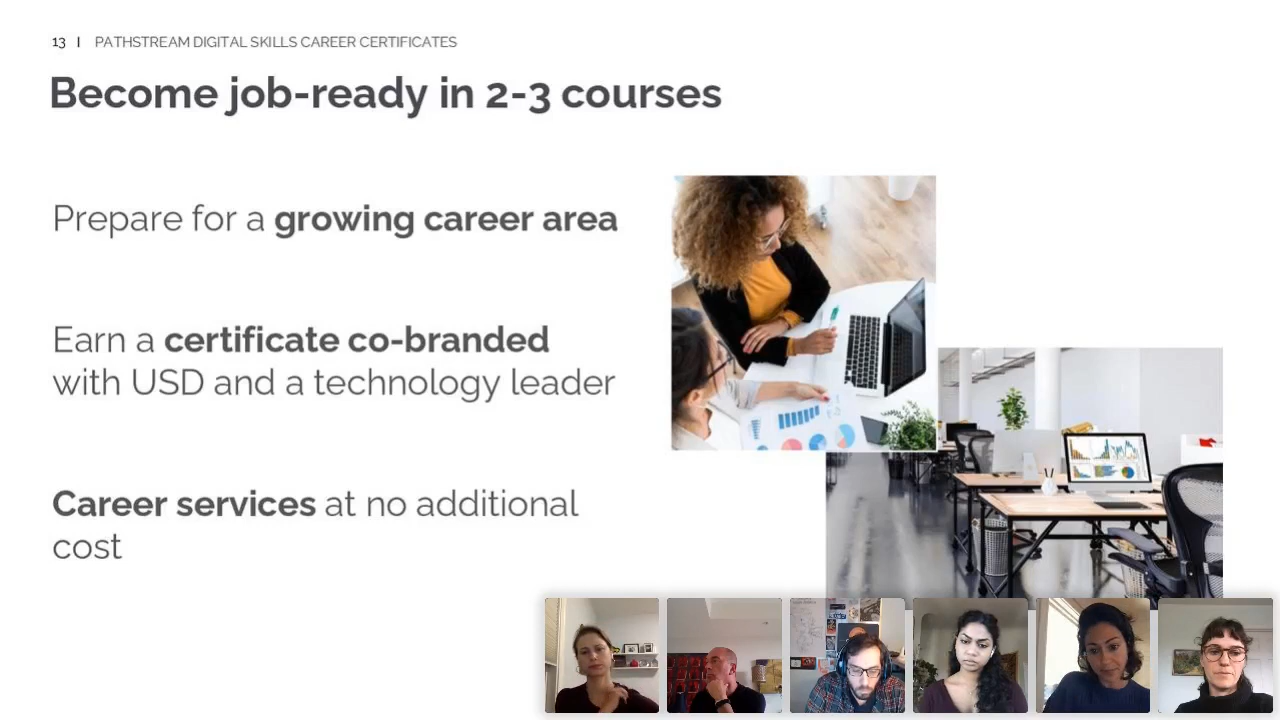 13 I PATHSTREAM DIGITAL SKILLS CAREER CERTIFICATES
Become job-ready in 2-3 courses
Prepare for a growing career area
Earn a certificate co-branded
with USD and a technology leader
Career services at no additional
cost